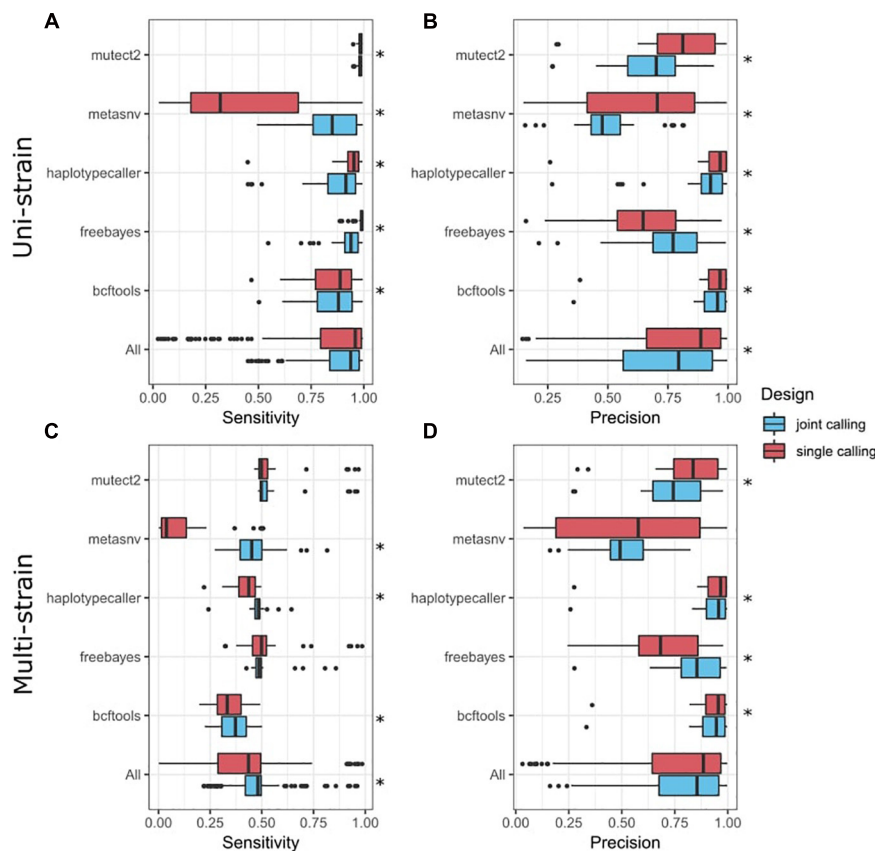 A
B
Uni-strain
mutect2
*
*
metasnv
*
*
haplotypecaller
*
*
freebayes
*
*
bcftools
*
*
All
*
0.00 0.25 0.50 0.75 1.00
0.25 0.50 0.75 1.00
Sensitivity
Precision
Design
joint calling
single calling
C
D
Multi-strain
mutect2
*
metasnv
*
haplotypecaller
*
*
freebayes
*
bcftools
*
*
All
*
0.00 0.25 0.50 0.75 1.00
0.00 0.25 0.50 0.75 1.00
Sensitivity
Precision